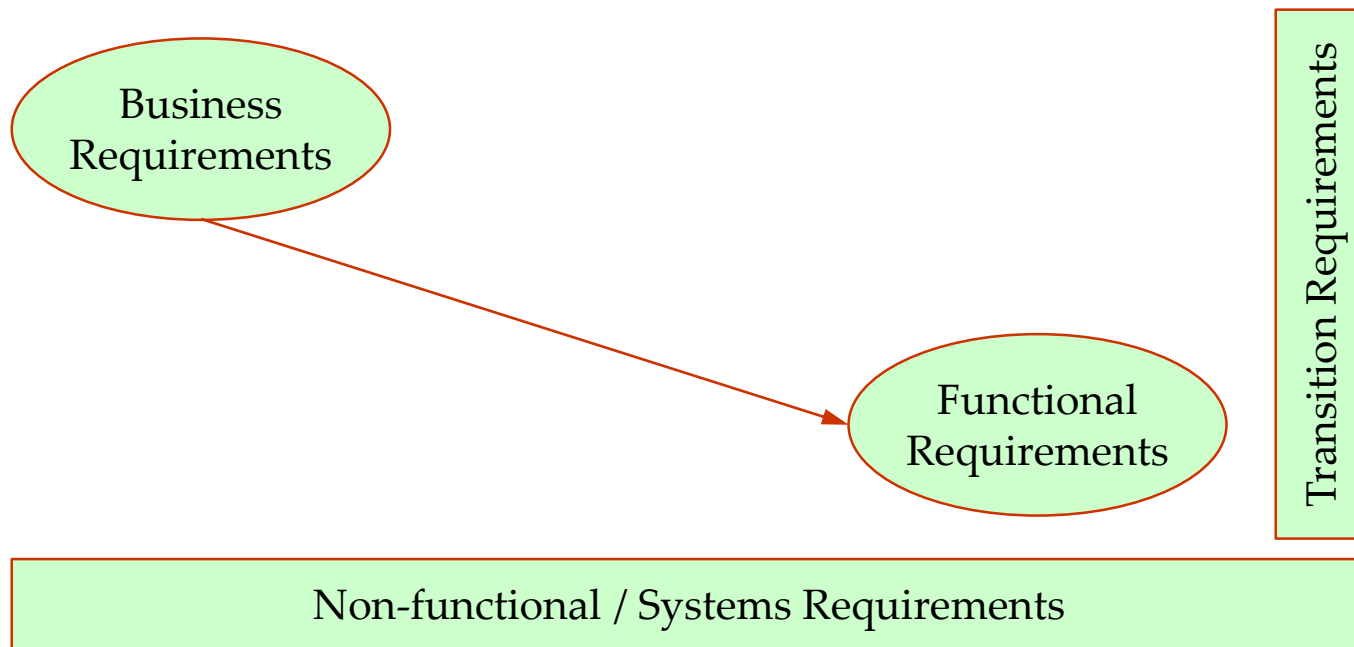 Business
Requirements
Transition Requirements
Functional
Requirements
Non-functional / Systems Requirements